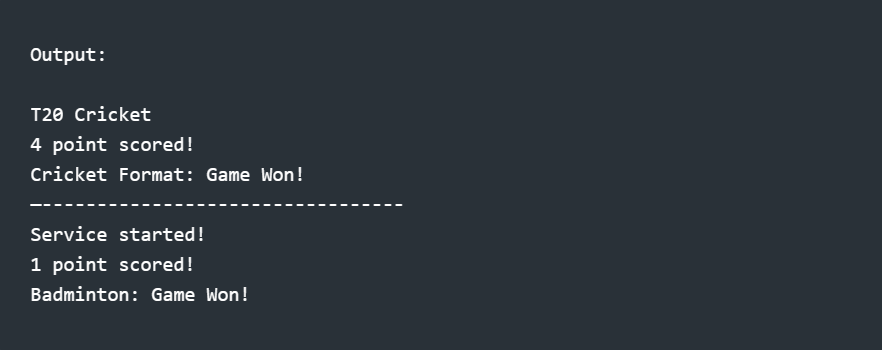 Output:
T20 Cricket
4 point scored!
Cricket Format: Game Won!
—---------------------------------
Service started!
1 point scored!
Badminton: Game Won!